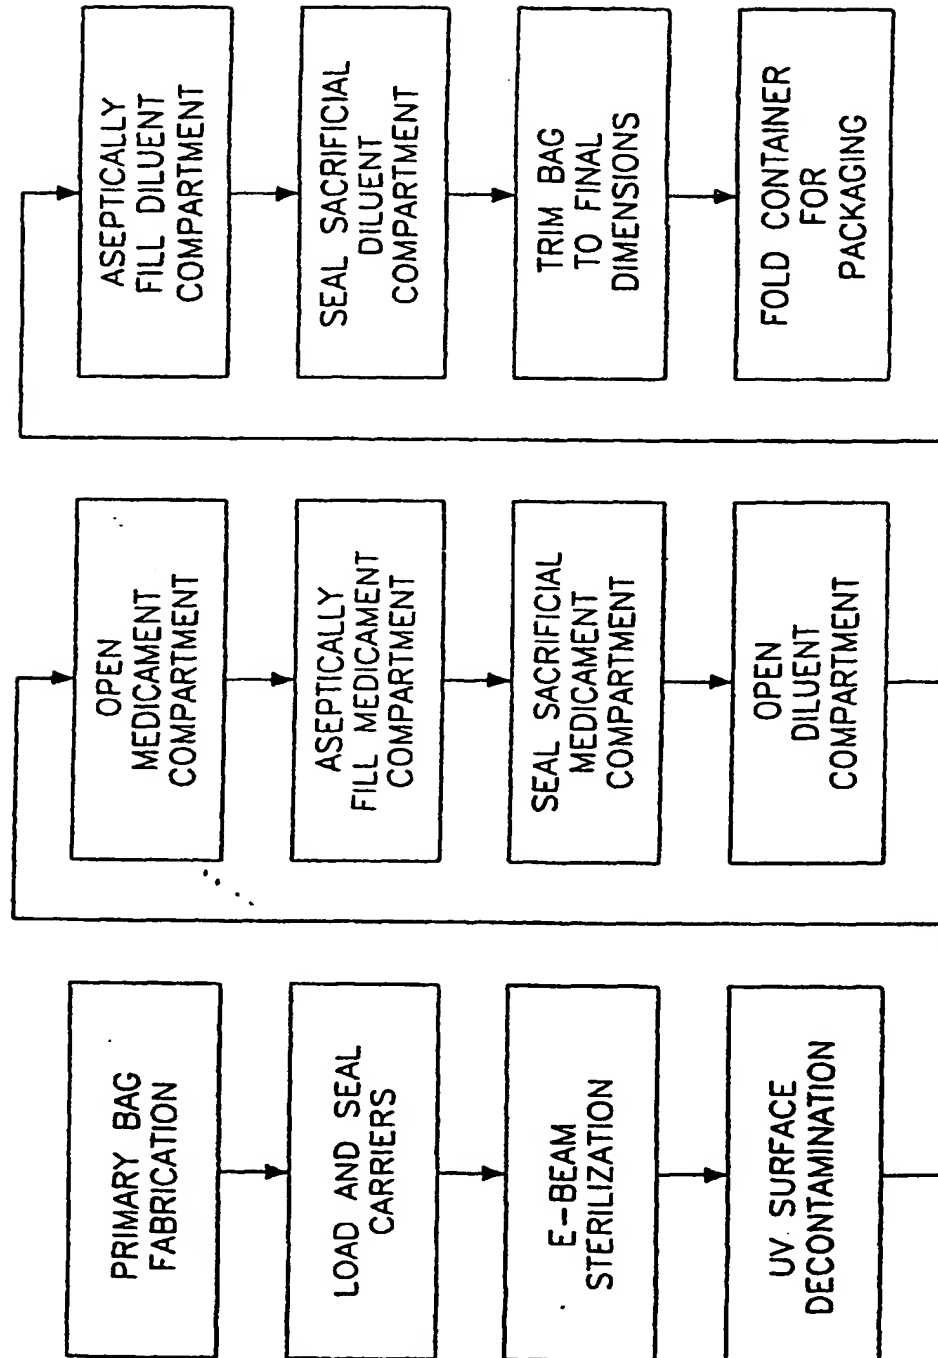 PRIMARY BAG
FABRICATION
LOAD AND SEAL
CARRIERS
E-BEAM
STERILIZATION
UV SURFACE
DECONTAMINATION
OPEN
MEDICAMENT
COMPARTMENT
ASEPTICALLY
FILL MEDICAMENT
COMPARTMENT
SEAL SACRIFICIAL
MEDICAMENT
COMPARTMENT
OPEN
DILUENT
COMPARTMENT
ASEPTICALLY
FILL DILUENT
COMPARTMENT
SEAL SACRIFICIAL
DILUENT
COMPARTMENT
TRIM BAG
TO FINAL
DIMENSIONS
FOLD CONTAINER
FOR
PACKAGING